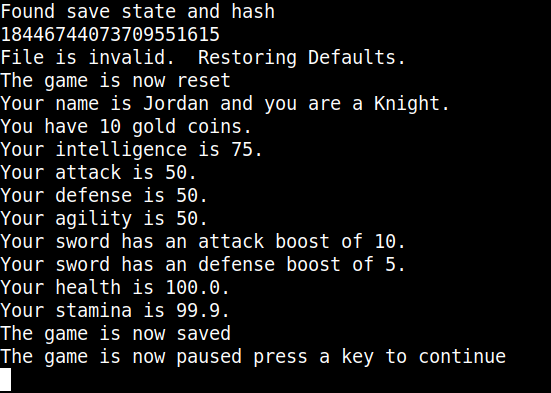 Found save state and hash
18446744073709551615
File is invalid.  Restoring Defaults.
The game is now reset
Your name is Jordan and you are a Knight.
You have 10 gold coins.
Your intelligence is 75.
Your attack is 50.
Your defense is 50.
Your agility is 50.
Your sword has an attack boost of 10.
Your sword has an defense boost of 5.
Your health is 100.0.
Your stamina is 99.9.
The game is now saved
The game is now paused press a key to continue